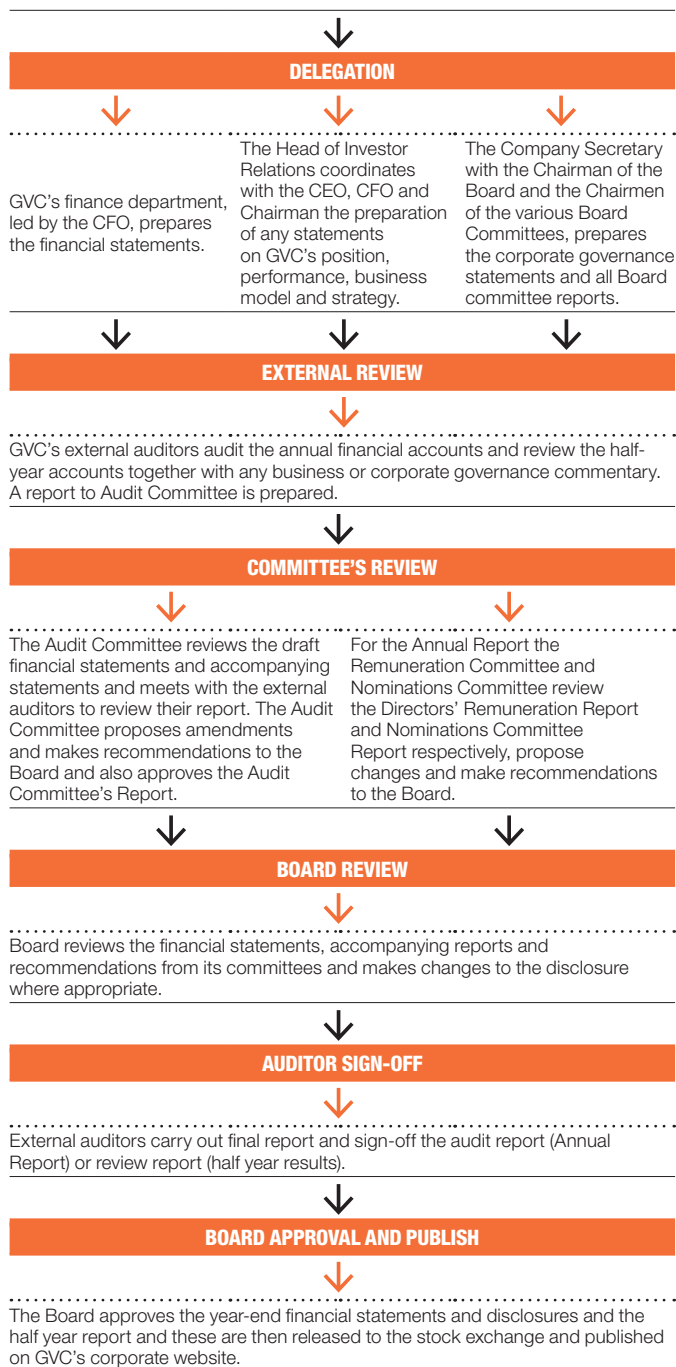 DELEGATION
GVC's finance department,
led by the CFO, prepares
the financial statements.
The Head of Investor
Relations coordinates
with the CEO, CFO and
Chairman the preparation
of any statements
on GVC's position,
performance, business
model and strategy.
The Company Secretary
with the Chairman of the
Board and the Chairmen
of the various Board
Committees, prepares
the corporate governance
statements and all Board
committee reports.
EXTERNAL REVIEW
GVC's external auditors audit the annual financial accounts and review the half-
year accounts together with any business or corporate governance commentary.
A report to Audit Committee is prepared.
COMMITTEE'S REVIEW
The Audit Committee reviews the draft
financial statements and accompanying
statements and meets with the external
auditors to review their report. The Audit
Committee proposes amendments
and makes recommendations to the
Board and also approves the Audit
Committee's Report.
For the Annual Report the
Remuneration Committee and
Nominations Committee review
the Directors' Remuneration Report
and Nominations Committee
Report respectively, propose
changes and make recommendations
to the Board.
BOARD REVIEW
Board reviews the financial statements, accompanying reports and
recommendations from its committees and makes changes to the disclosure
where appropriate.
AUDITOR SIGN-OFF
External auditors carry out final report and sign-off the audit report (Annual
Report) or review report (half year results).
BOARD APPROVAL AND PUBLISH
The Board approves the year-end financial statements and disclosures and the
half year report and these are then released to the stock exchange and published
on GVC's corporate website.